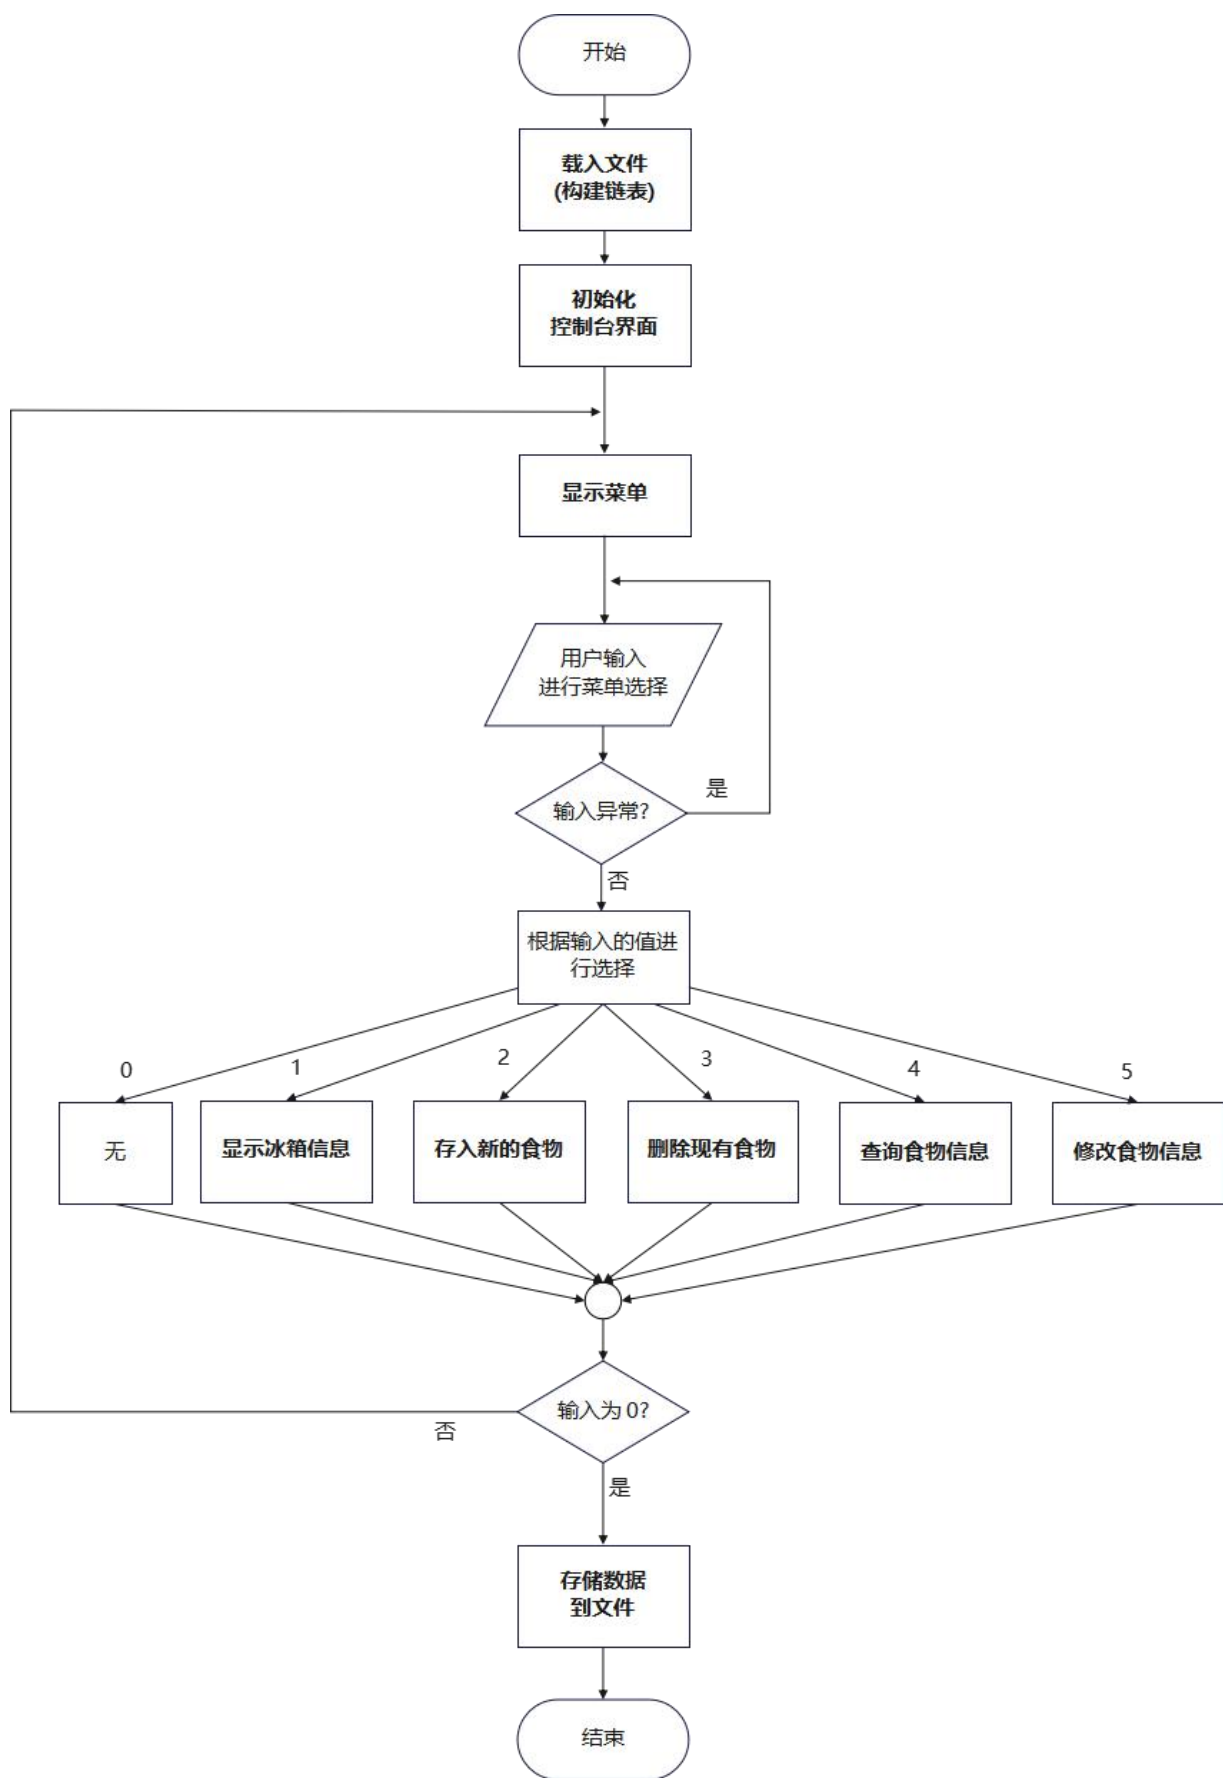 开始
载入文件
(构建链表)
初始化
控制台界面
显示菜单
用户输入
进行菜单选择
输入异常?
是
否
根据输入的值进
行选择
0
1
2
3
4
5
无
显示冰箱信息
存入新的食物
删除现有食物
查询食物信息
修改食物信息
输入为 0?
否
是
存储数据
到文件
结束